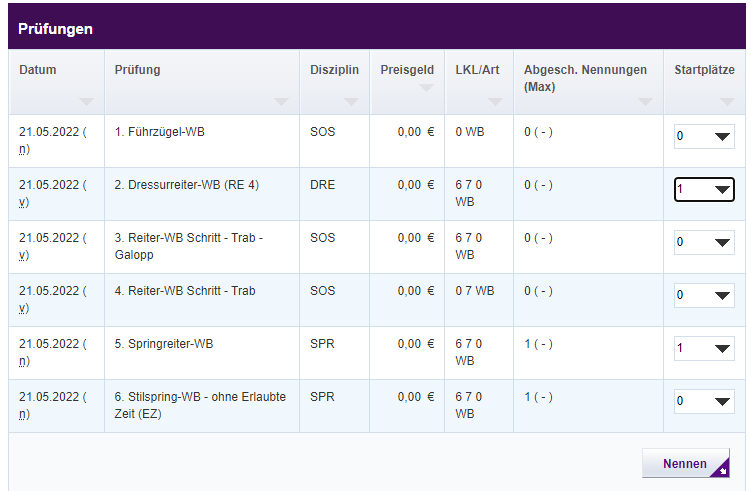 Prüfungen
Datum Prüfung Disziplin Preisgeld LKL/Art Abgesch. Nennungen Startplätze
(Max)
21.05.2022 ( 1. Führzügel-WB SOS 0,00 € 0 WB 0 ( - ) 0
n)
21.05.2022 ( 2. Dressurreiter-WB (RE 4) DRE 0,00 € 6 7 0 0 ( - ) 1
v) WB
21.05.2022 ( 3. Reiter-WB Schritt - Trab - SOS 0,00 € 6 7 0 0 ( - ) 0
v) Galopp WB
21.05.2022 ( 4. Reiter-WB Schritt - Trab SOS 0,00 € 0 7 WB 0 ( - ) 0
v)
21.05.2022 ( 5. Springreiter-WB SPR 0,00 € 6 7 0 1 ( - ) 1
n) WB
21.05.2022 ( 6. Stilspring-WB - ohne Erlaubte SPR 0,00 € 6 7 0 1 ( - ) 0
n) Zeit (EZ) WB
Nennen